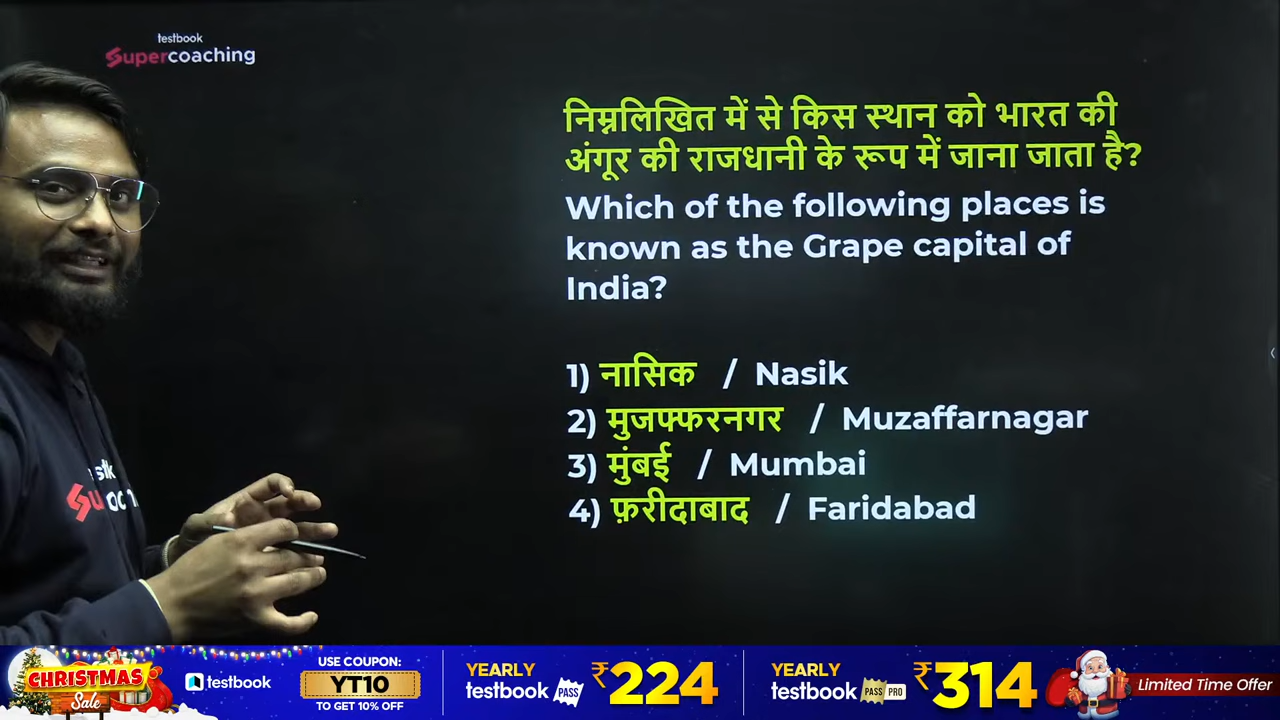 testbook
Supercoaching
निम्नलिखित में से किस स्थान को भारत की
अंगूर की राजधानी के रूप में जाना जाता है?
Which of the following places is
known as the Grape capital of
India?
1) नासिक / Nasik
2) मुजफ्फरनगर / Muzaffarnagar
3) मुंबई / Mumbai
4) फ़रीदाबाद / Faridabad
CHRISTMAS
Sale
testbook
USE COUPON:
YT10
TO GET 10% OFF
YEARLY
testbook PASS
₹224
YEARLY
testbook PASS PRO
₹314
Limited Time Offer